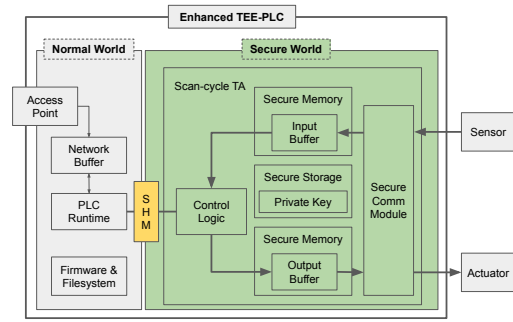 Enhanced TEE-PLC
Normal World
Secure World
Access
Point
Network
Buffer
PLC
Runtime
Firmware &
Filesystem
S
H
M
Scan-cycle TA
Control
Logic
Secure Memory
Input
Buffer
Secure Storage
Private Key
Secure Memory
Output
Buffer
Secure
Comm
Module
Sensor
Actuator